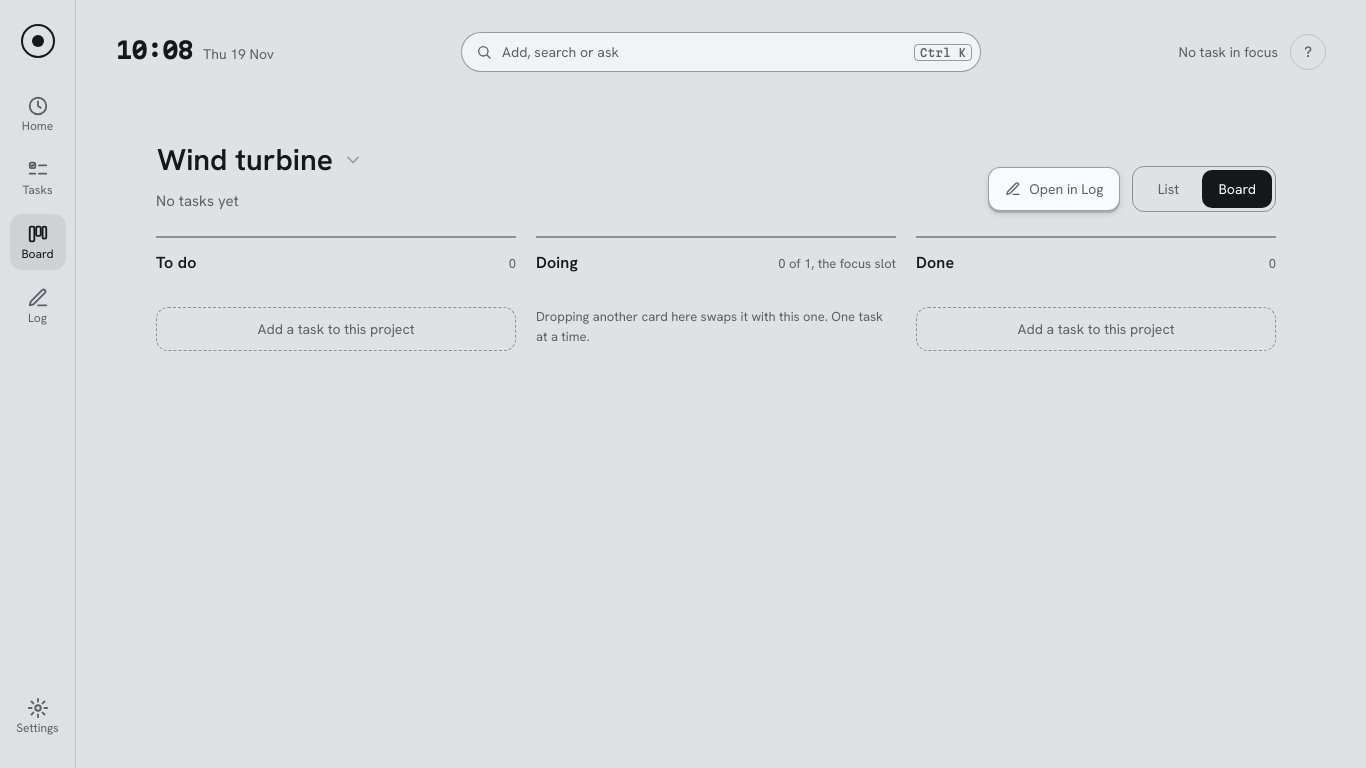 10:08 Thu 19 Nov
Add, search or ask
Ctrl K
No task in focus
?
Home
Tasks
Board
Log
Settings
Wind turbine
No tasks yet
Open in Log
List
Board
To do
0
Doing
0 of 1, the focus slot
Done
0
Add a task to this project
Dropping another card here swaps it with this one. One task
at a time.
Add a task to this project